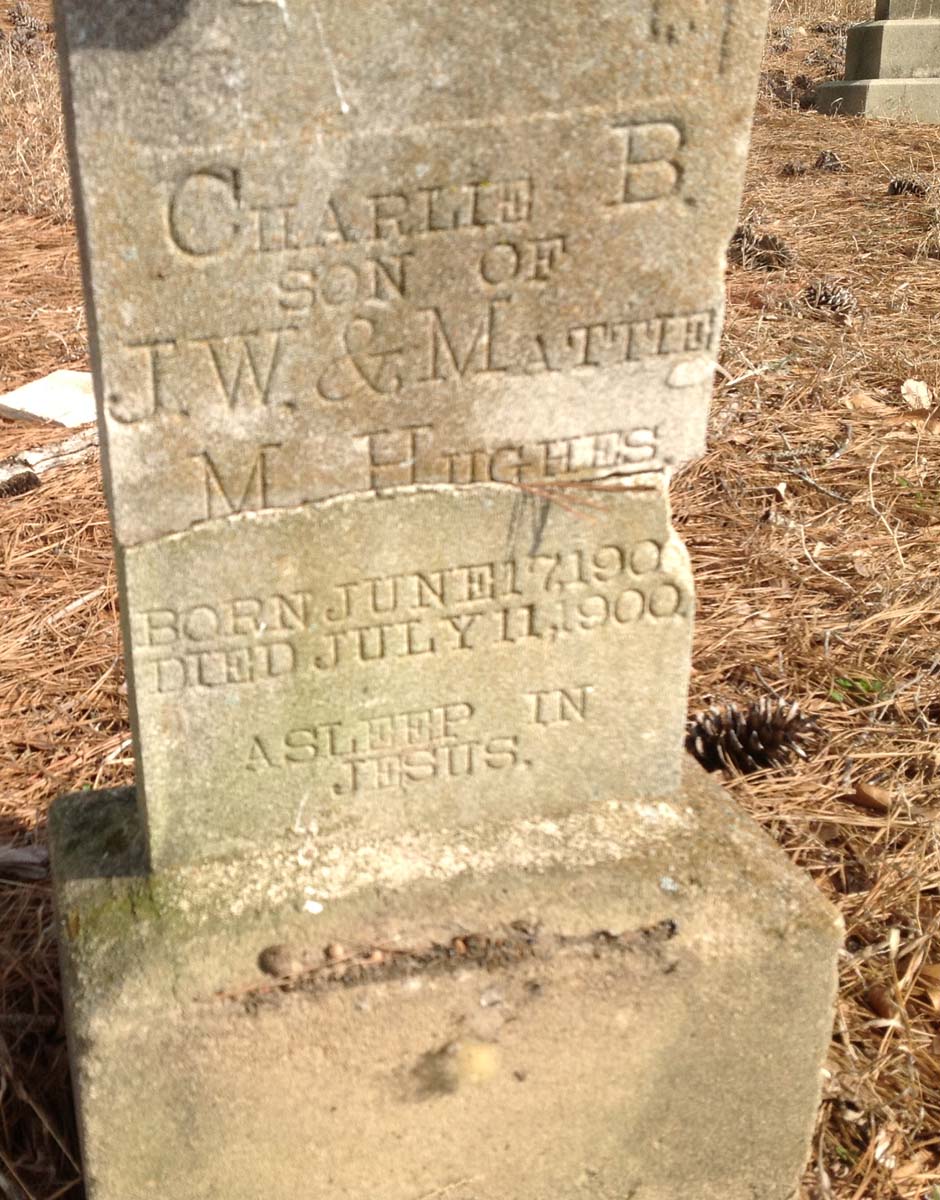 CHARLIE B.
SON OF
J.W. & MATTIE
M. HUGHES.
BORN JUNE 17, 190
DIED JULY 11, 1900.
ASLEEP IN
JESUS.